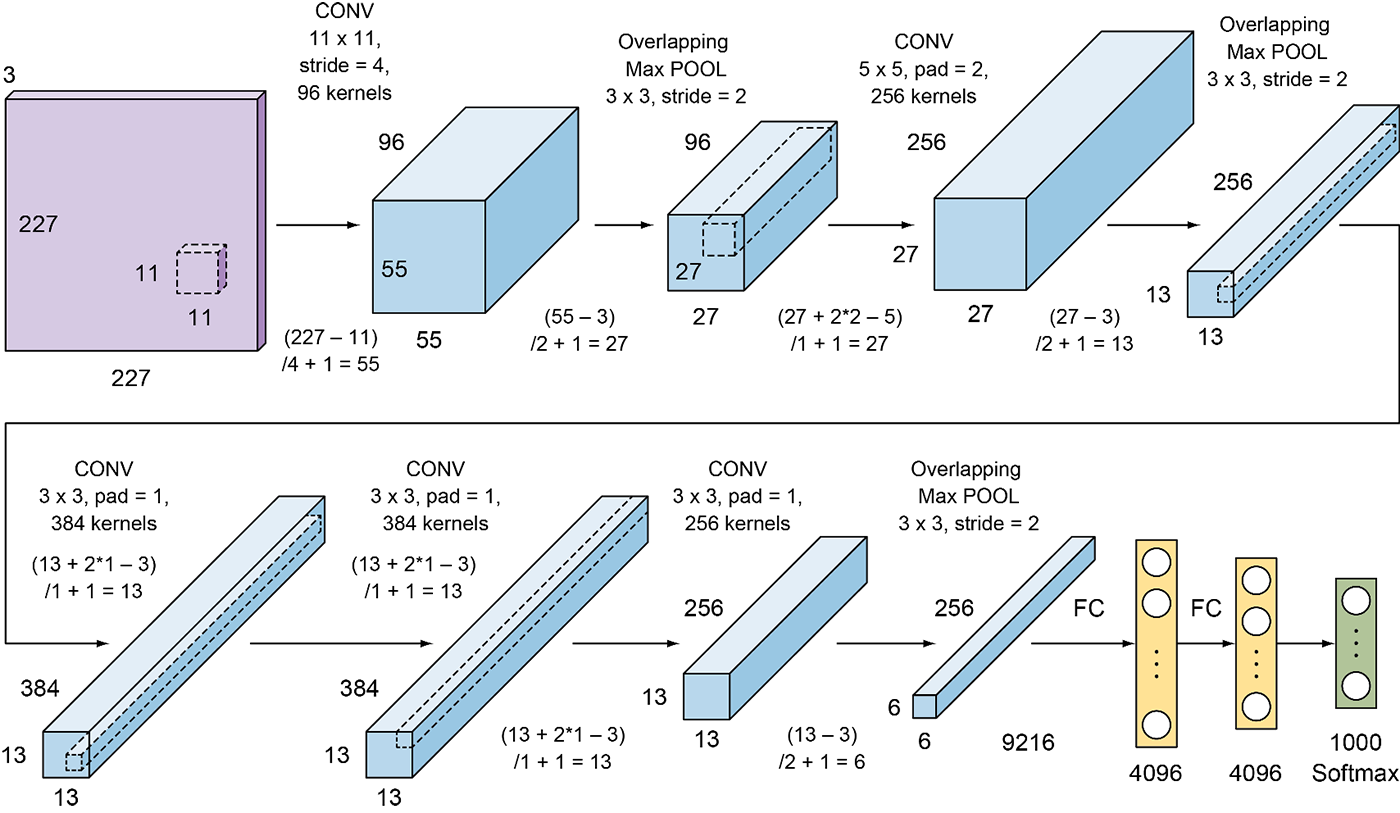 3
227
11
11
227
CONV
11 x 11,
stride = 4,
96 kernels
(227 – 11)
/4 + 1 = 55
96
55
55
Overlapping
Max POOL
3 x 3, stride = 2
(55 – 3)
/2 + 1 = 27
96
27
27
CONV
5 x 5, pad = 2,
256 kernels
(27 + 2*2 – 5)
/1 + 1 = 27
256
27
27
Overlapping
Max POOL
3 x 3, stride = 2
(27 – 3)
/2 + 1 = 13
256
13
13
CONV
3 x 3, pad = 1,
384 kernels
(13 + 2*1 – 3)
/1 + 1 = 13
384
13
13
CONV
3 x 3, pad = 1,
384 kernels
(13 + 2*1 – 3)
/1 + 1 = 13
384
13
13
CONV
3 x 3, pad = 1,
256 kernels
(13 + 2*1 – 3)
/1 + 1 = 13
256
13
13
Overlapping
Max POOL
3 x 3, stride = 2
(13 – 3)
/2 + 1 = 6
256
6
6
9216
FC
4096
FC
4096
1000
Softmax